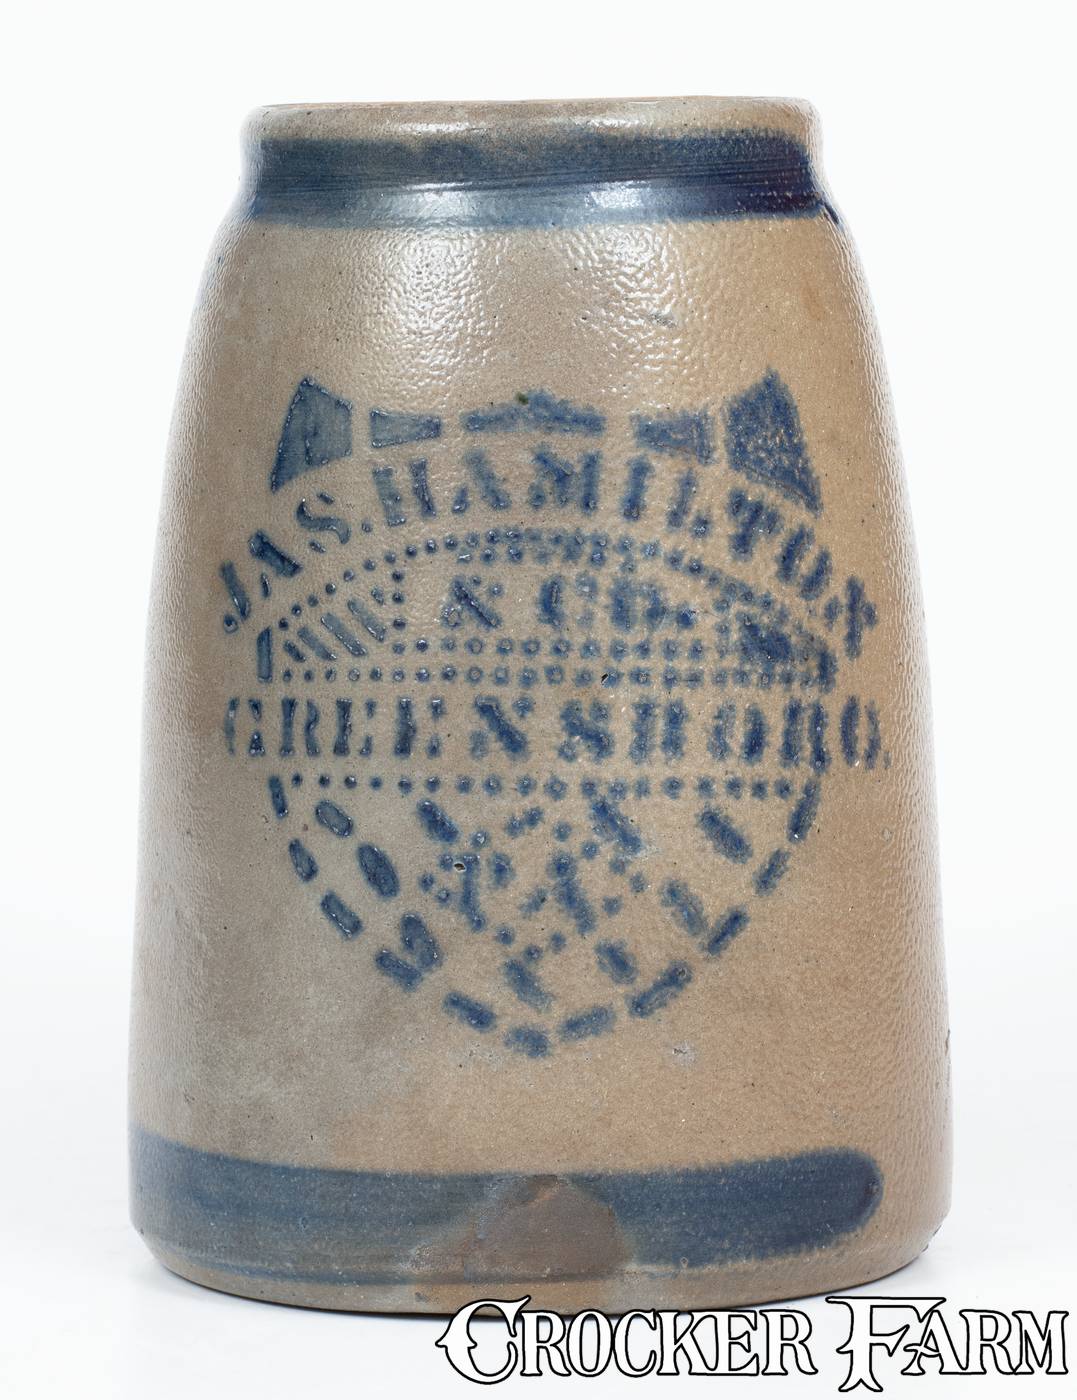 JAS. HAMILTON
& CO.
GREENSBORO.
PA
CROCKER FARM